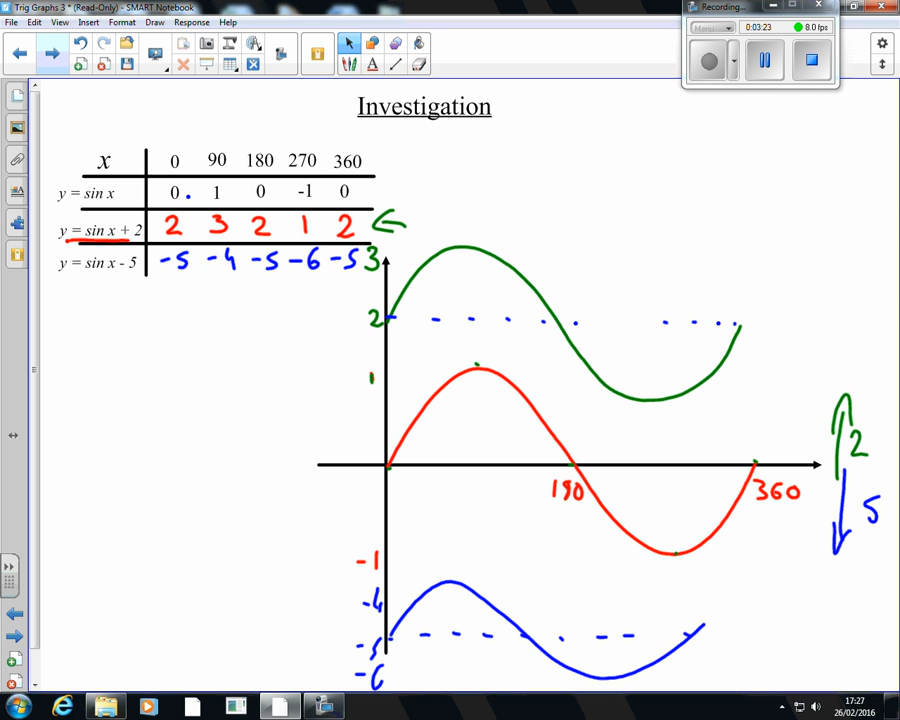 Trig Graphs 3 * (Read-Only) - SMART Notebook
File Edit View Insert Format Draw Response Help
Recording...
Menu
0:03:23 8.0 fps
Investigation
x 0 90 180 270 360
y = sin x 0 1 0 -1 0
y = sin x + 2 2 3 2 1 2
y = sin x - 5 -5 -4 -5 -6 -5
3
2
1
2
180 360
5
-1
-4
-5
-6
17:27
26/02/2016